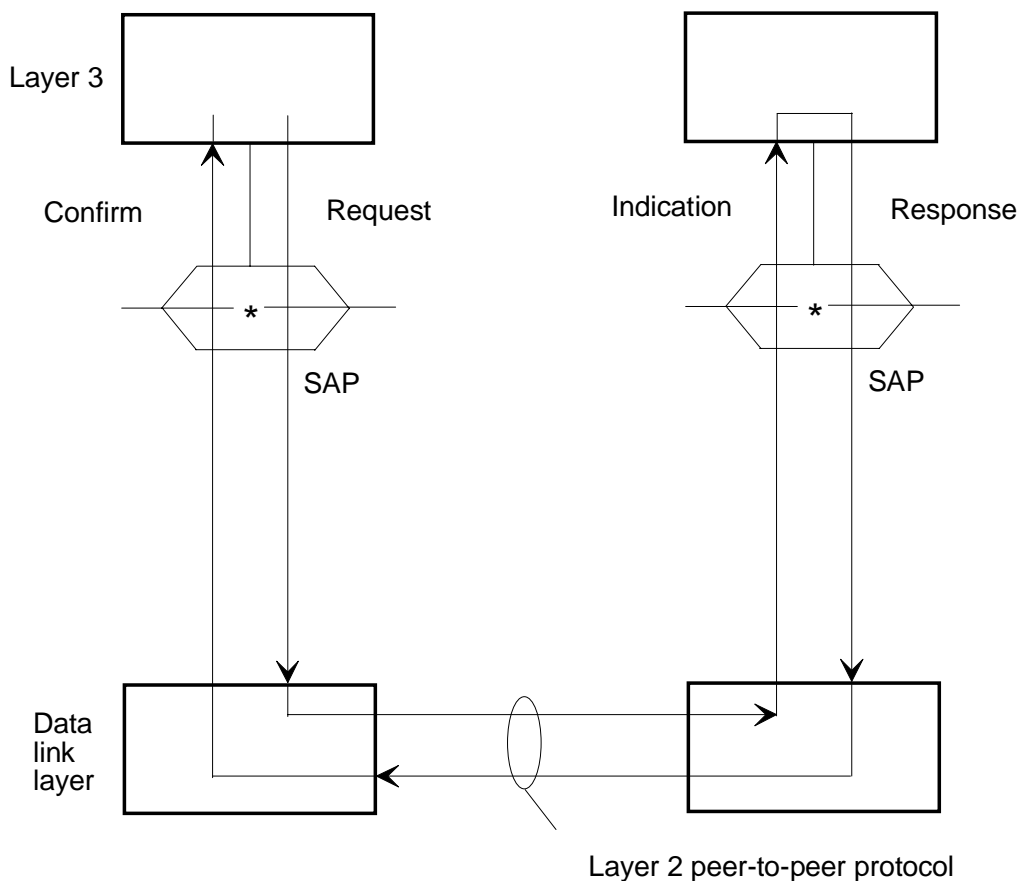 Layer 3
Confirm
Request
Indication
Response
*
*
SAP
SAP
Data
link
layer
Layer 2 peer-to-peer protocol